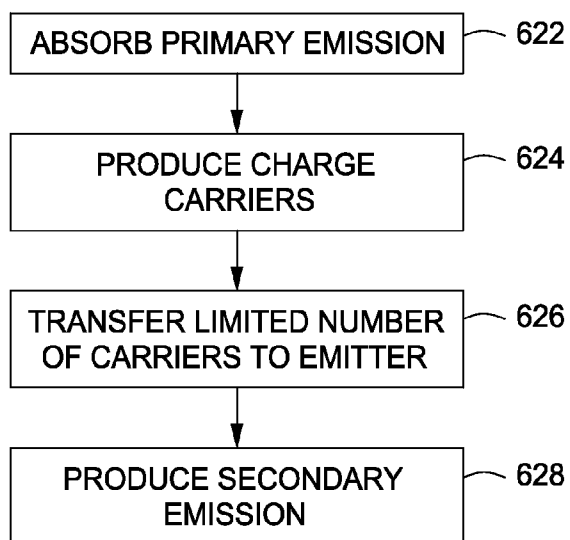 ABSORB PRIMARY EMISSION
622
PRODUCE CHARGE
CARRIERS
624
TRANSFER LIMITED NUMBER
OF CARRIERS TO EMITTER
626
PRODUCE SECONDARY
EMISSION
628